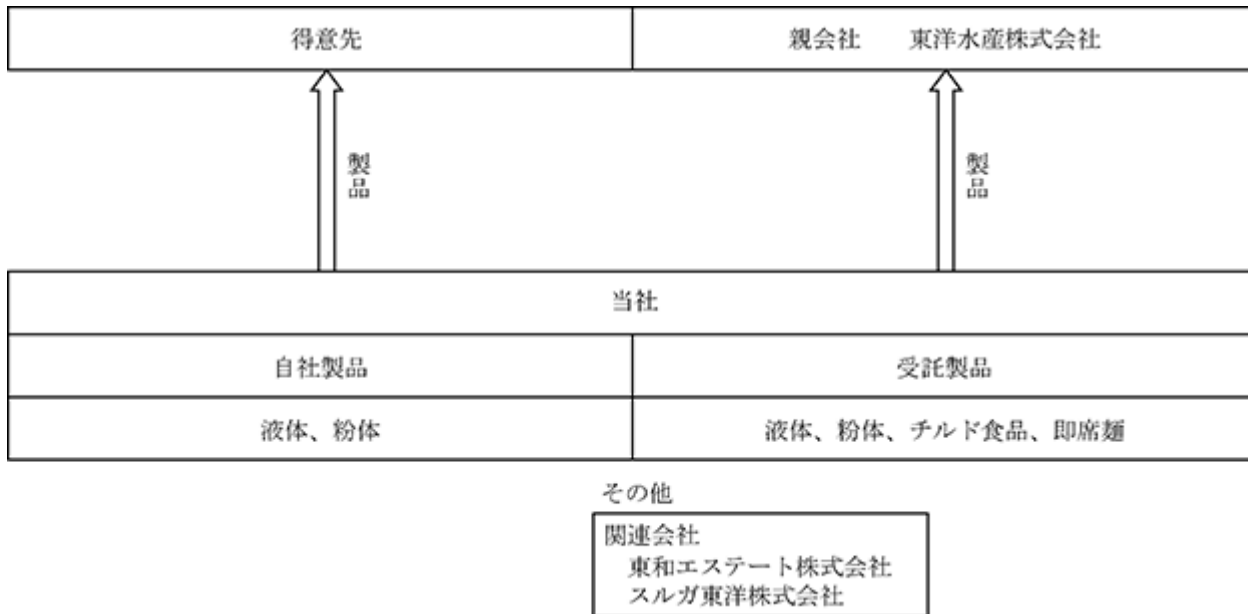 得意先
親会社　　東洋水産株式会社
製品
製品
当社
自社製品
受託製品
液体、粉体
液体、粉体、チルド食品、即席麺
その他
関連会社
東和エステート株式会社
スルガ東洋株式会社